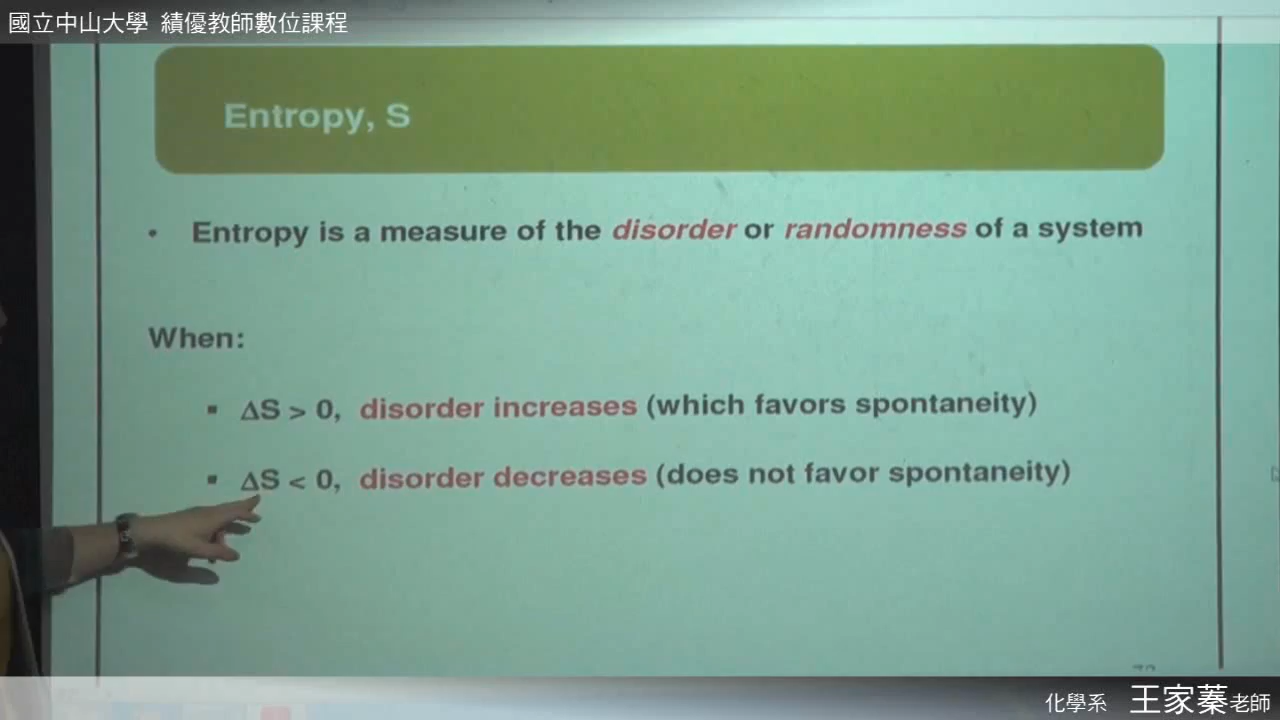 國立中山大學 績優教師數位課程
Entropy, S
• Entropy is a measure of the disorder or randomness of a system
When:
▪ ΔS > 0, disorder increases (which favors spontaneity)
▪ ΔS < 0, disorder decreases (does not favor spontaneity)
化學系 王家蓁老師